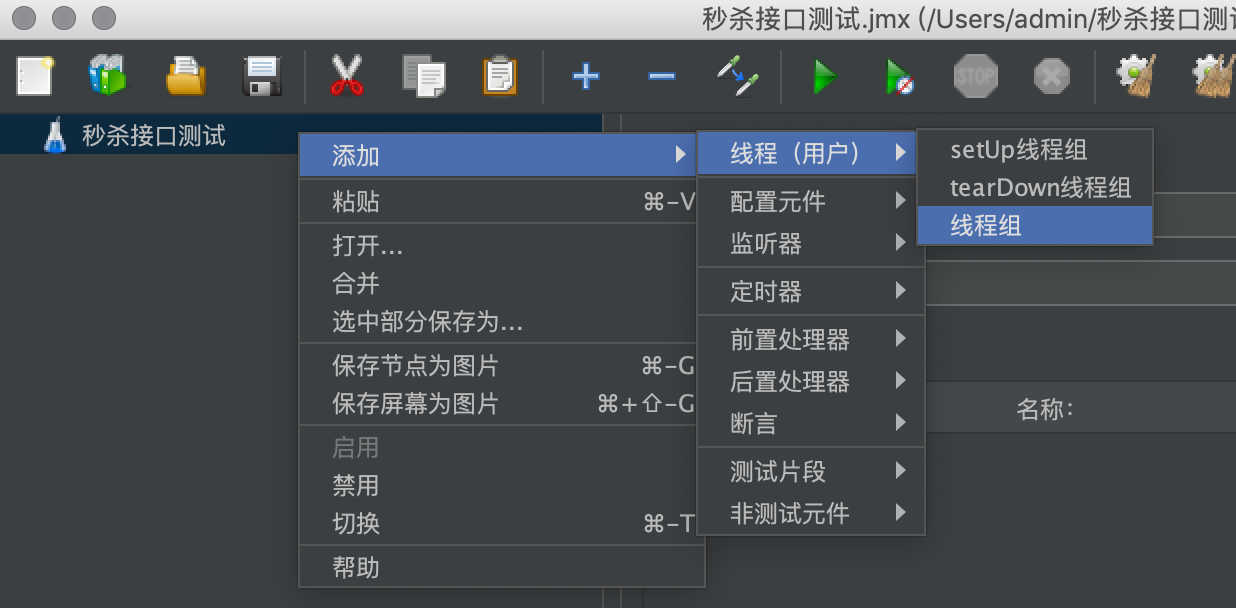 秒杀接口测试.jmx (/Users/admin/秒杀接口测试
STOP
秒杀接口测试
添加
粘贴 ⌘−V
打开...
合并
选中部分保存为...
保存节点为图片 ⌘−G
保存屏幕为图片 ⌘+⇧−G
启用
禁用
切换 ⌘−T
帮助
线程（用户）
配置元件
监听器
定时器
前置处理器
后置处理器
断言
测试片段
非测试元件
setUp线程组
tearDown线程组
线程组
名称：